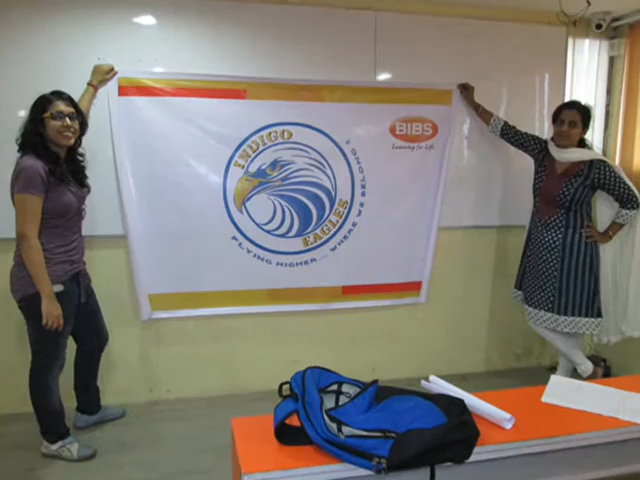 INDIGO
EAGLES
FLYING HIGHER... WHERE WE BELONG !
BIBS
Learning for Life